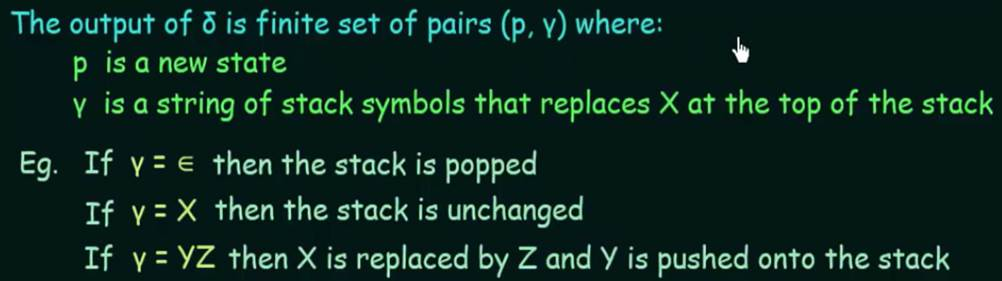 The output of δ is finite set of pairs (p, γ) where:
p is a new state
γ is a string of stack symbols that replaces X at the top of the stack
Eg. If γ = ∈ then the stack is popped
If γ = X then the stack is unchanged
If γ = YZ then X is replaced by Z and Y is pushed onto the stack